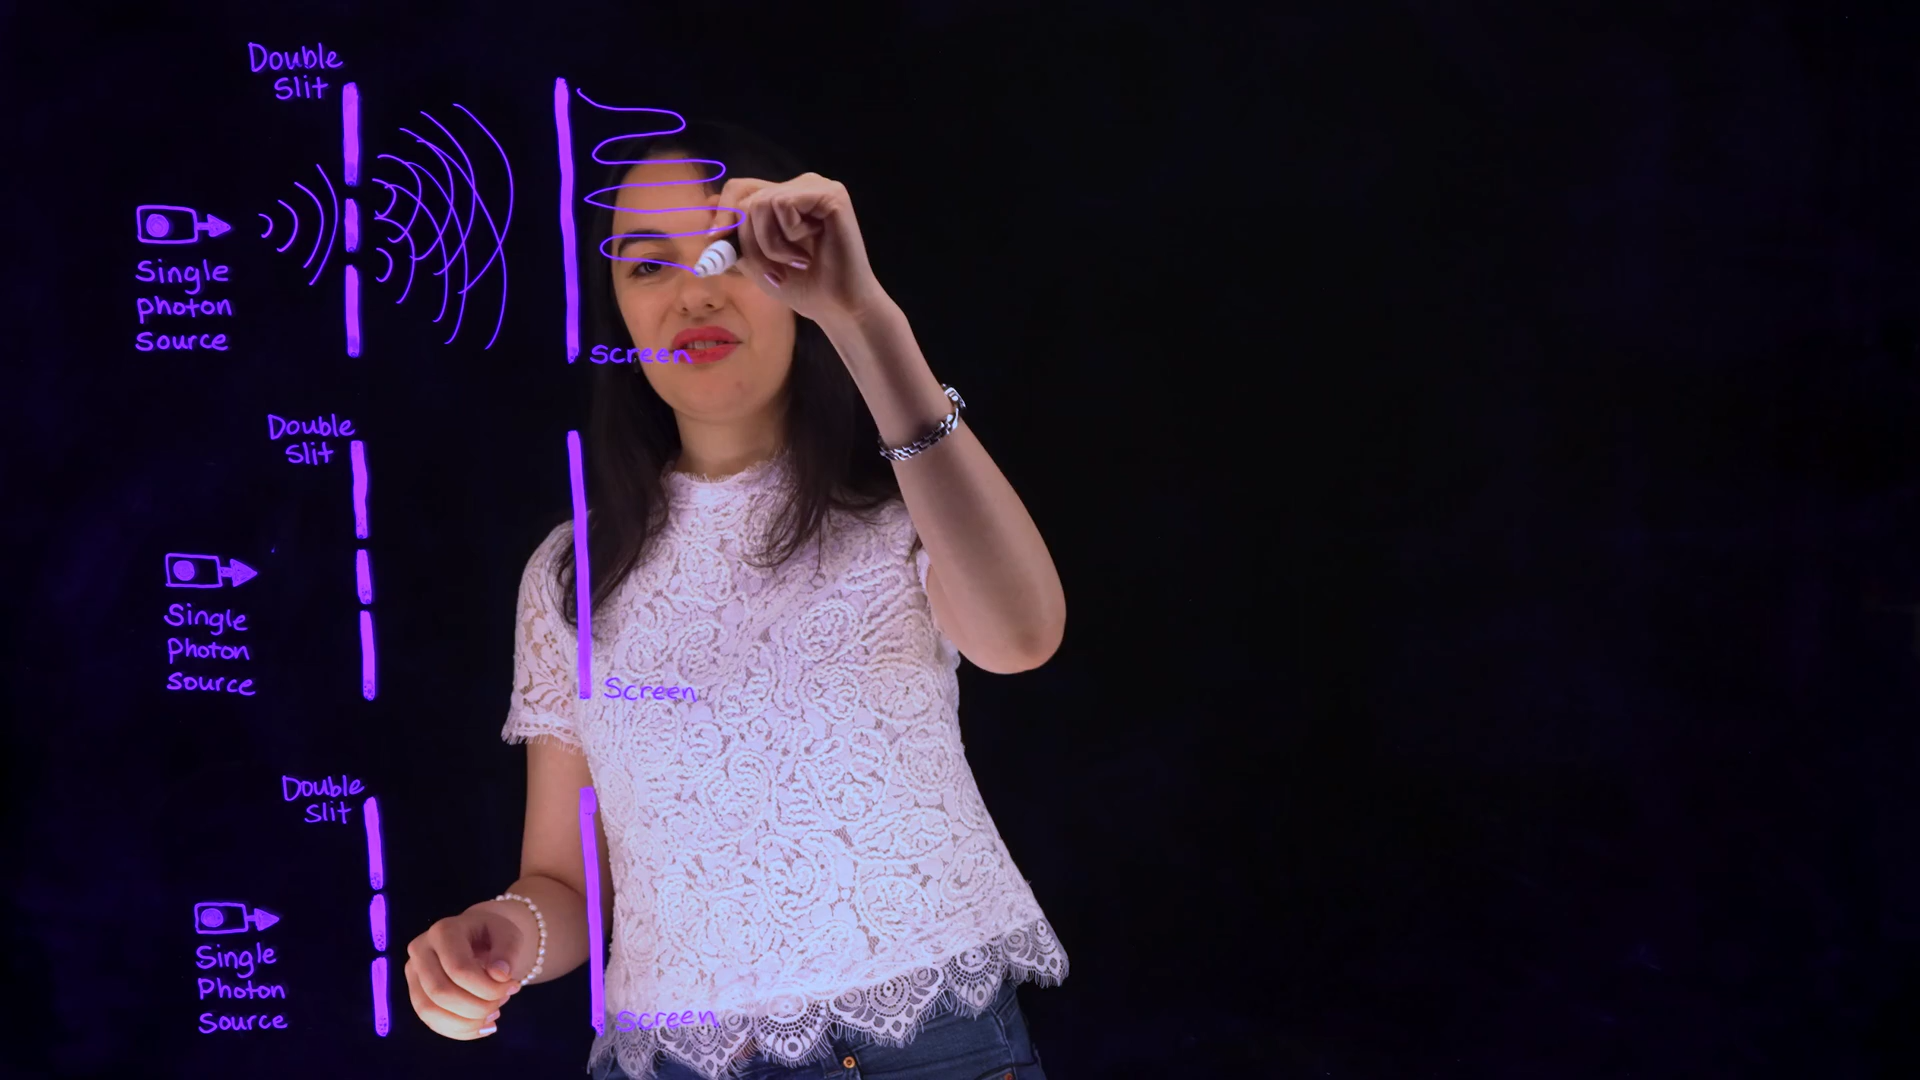 Double
Slit
Single
photon
Source
Screen
Double
Slit
Single
Photon
Source
Screen
Double
Slit
Single
Photon
Source
Screen